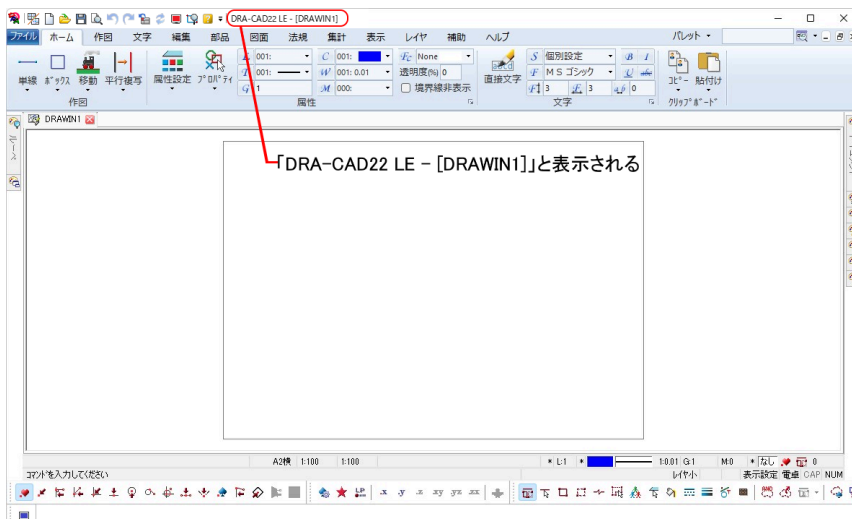 DRA-CAD22 LE - [DRAWIN1]
ファイル ホーム 作図 文字 編集 部品 図面 法規 集計 表示 レイヤ 補助 ヘルプ パレット
001: C 001: Fc None S 個別設定 B I
001: W 001: 0.01 透明度(%) 0 F MS ゴシック U abc
G 1 M 000: 境界線非表示 3 3 a_b 0
単線 ボックス 移動 平行複写 属性設定 プロパティ 直接文字 コピー 貼付け
作図 属性 文字 クリップボード
DRAWIN1
「DRA-CAD22 LE - [DRAWIN1]」と表示される
A2横 1:100 1:100 * L:1 * 1:0.01 G:1 M:0 * なし 0
コマンドを入力してください レイヤ小 表示設定 電卓 CAP NUM
LP .x .y .z xy yz zx